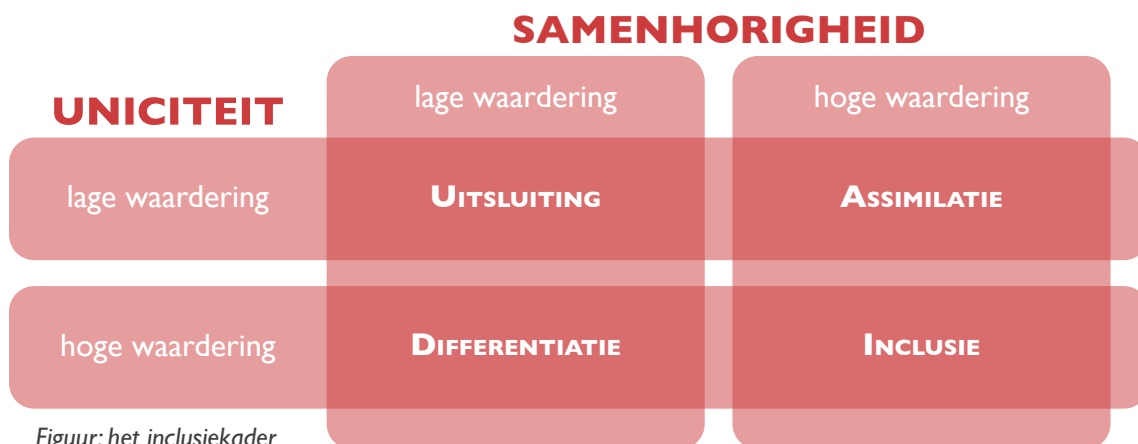 SAMENHORIGHEID
UNICITEIT
lage waardering
hoge waardering
lage waardering
UITSLUITING
ASSIMILATIE
hoge waardering
DIFFERENTIATIE
INCLUSIE
Figuur: het inclusiekader